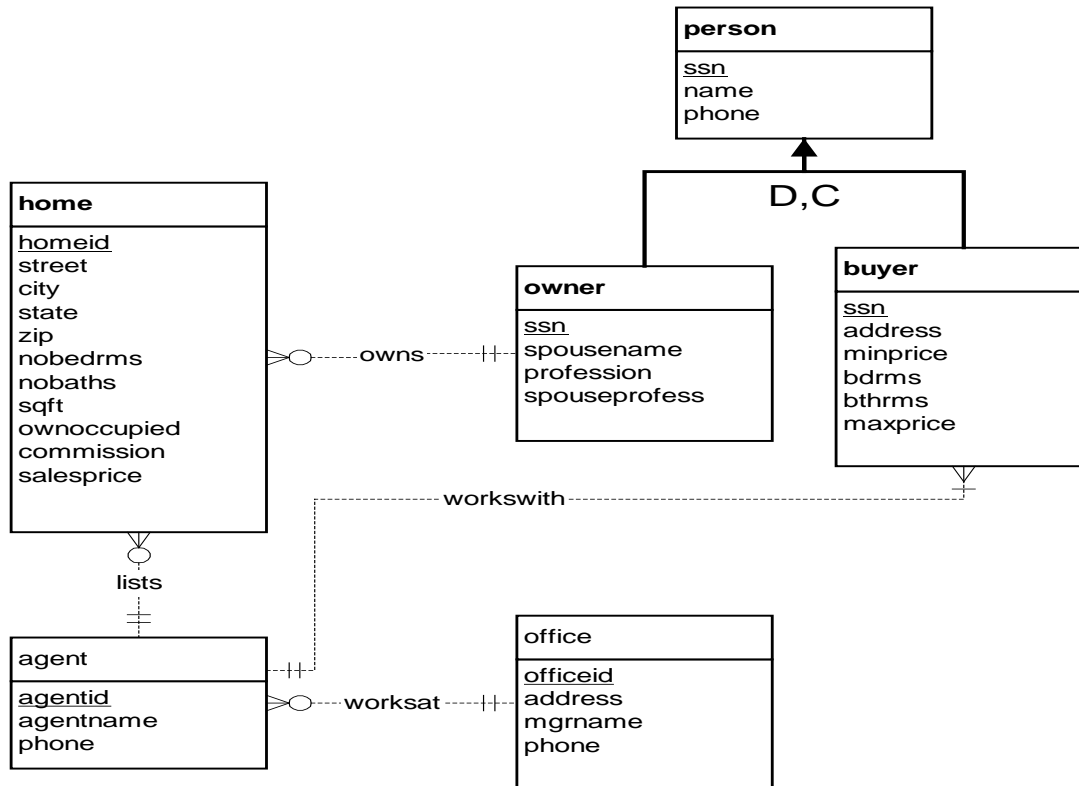 person
ssn
name
phone
D,C
home
homeid
street
city
state
zip
nobedrms
nobaths
sqft
ownoccupied
commission
salesprice
owns
owner
ssn
spousename
profession
spouseprofess
buyer
ssn
address
minprice
bdrms
bthrms
maxprice
workswith
lists
agent
agentid
agentname
phone
worksat
office
officeid
address
mgrname
phone